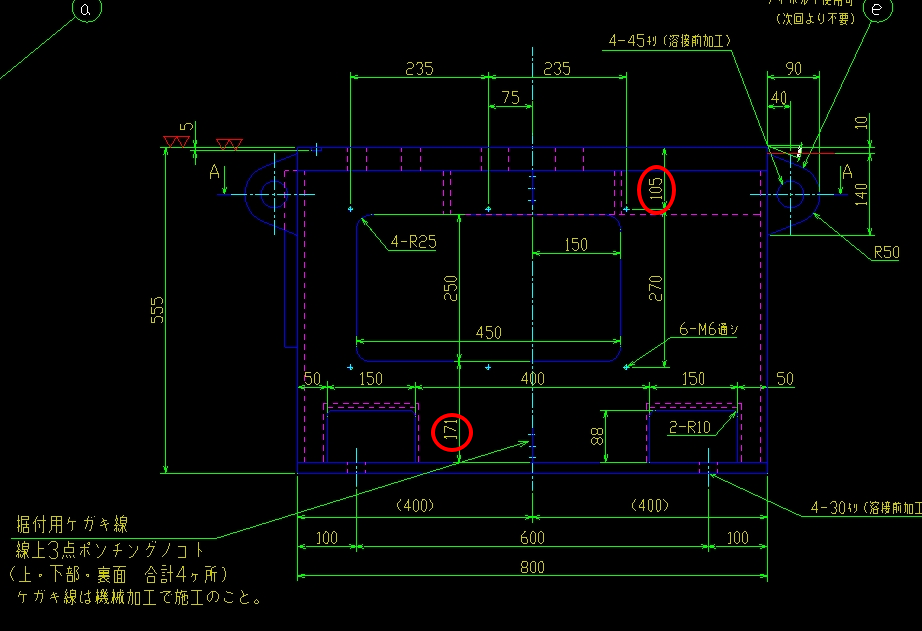 a
アイボルト使用可
e
(次回より不要)
4-45キリ (溶接前加工)
235
235
90
75
40
5
10
A
A
105
140
4-R25
150
R50
250
270
555
6-M6通シ
450
50
150
400
150
50
171
88
2-R10
(400)
(400)
4-30キリ (溶接前加工
据付用ケガキ線
100
600
100
線上3点ポンチングノコト
(上・下部・裏面 合計4ヶ所)
800
ケガキ線は機械加工で施工のこと。